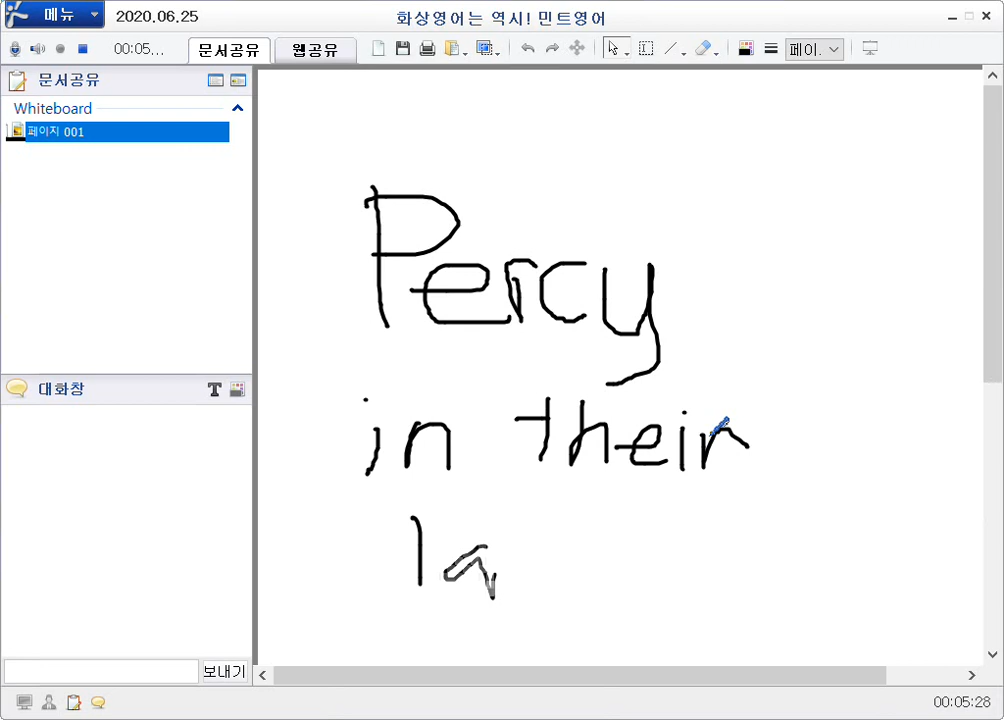 메뉴 2020.06.25 화상영어는 역시! 민트영어
00:05... 문서공유 웹공유 페이.
문서공유
Whiteboard
페이지 001
Percy
in their
la
대화창 T
보내기
00:05:28